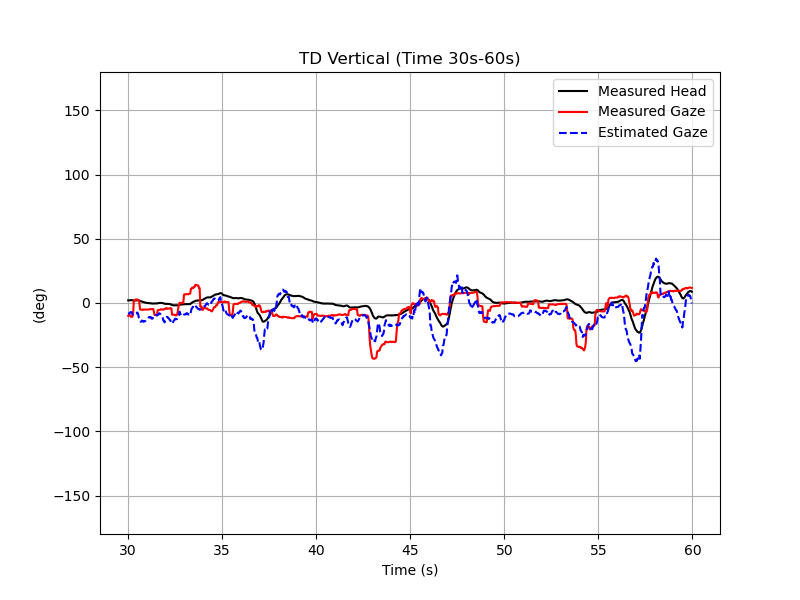 TD Vertical (Time 30s-60s)
Measured Head
Measured Gaze
Estimated Gaze
150
100
50
0
−50
−100
−150
(deg)
30 35 40 45 50 55 60
Time (s)